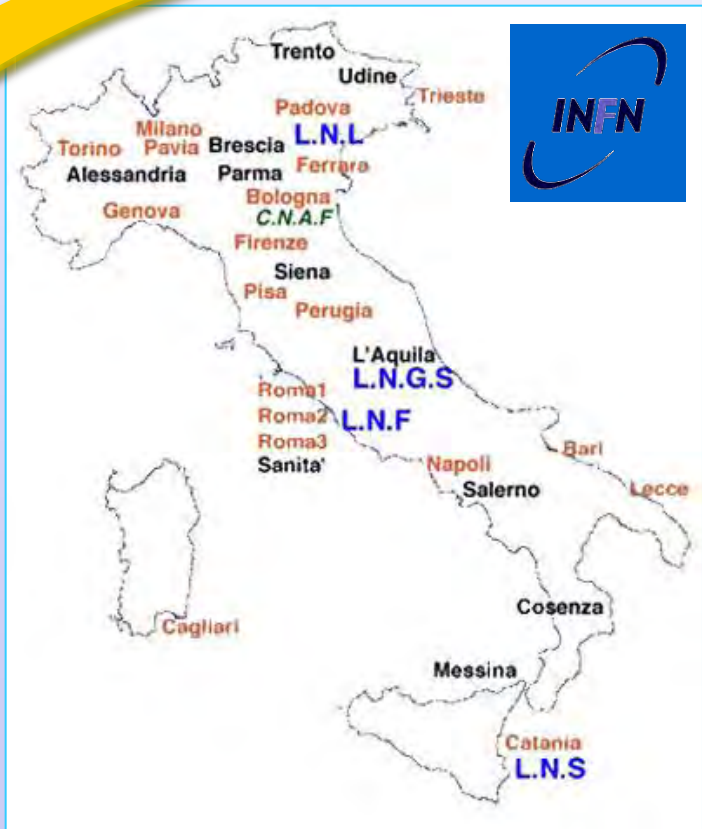 Trento
Udine
INFN
Padova
Trieste
Milano
L.N.L
Torino
Pavia
Brescia
Alessandria
Parma
Ferrara
Bologna
Genova
C.N.A.F
Firenze
Siena
Pisa
Perugia
L'Aquila
L.N.G.S
Roma1
Roma2
L.N.F
Roma3
Sanita'
Bari
Napoli
Salerno
Lecce
Cosenza
Cagliari
Messina
Catania
L.N.S